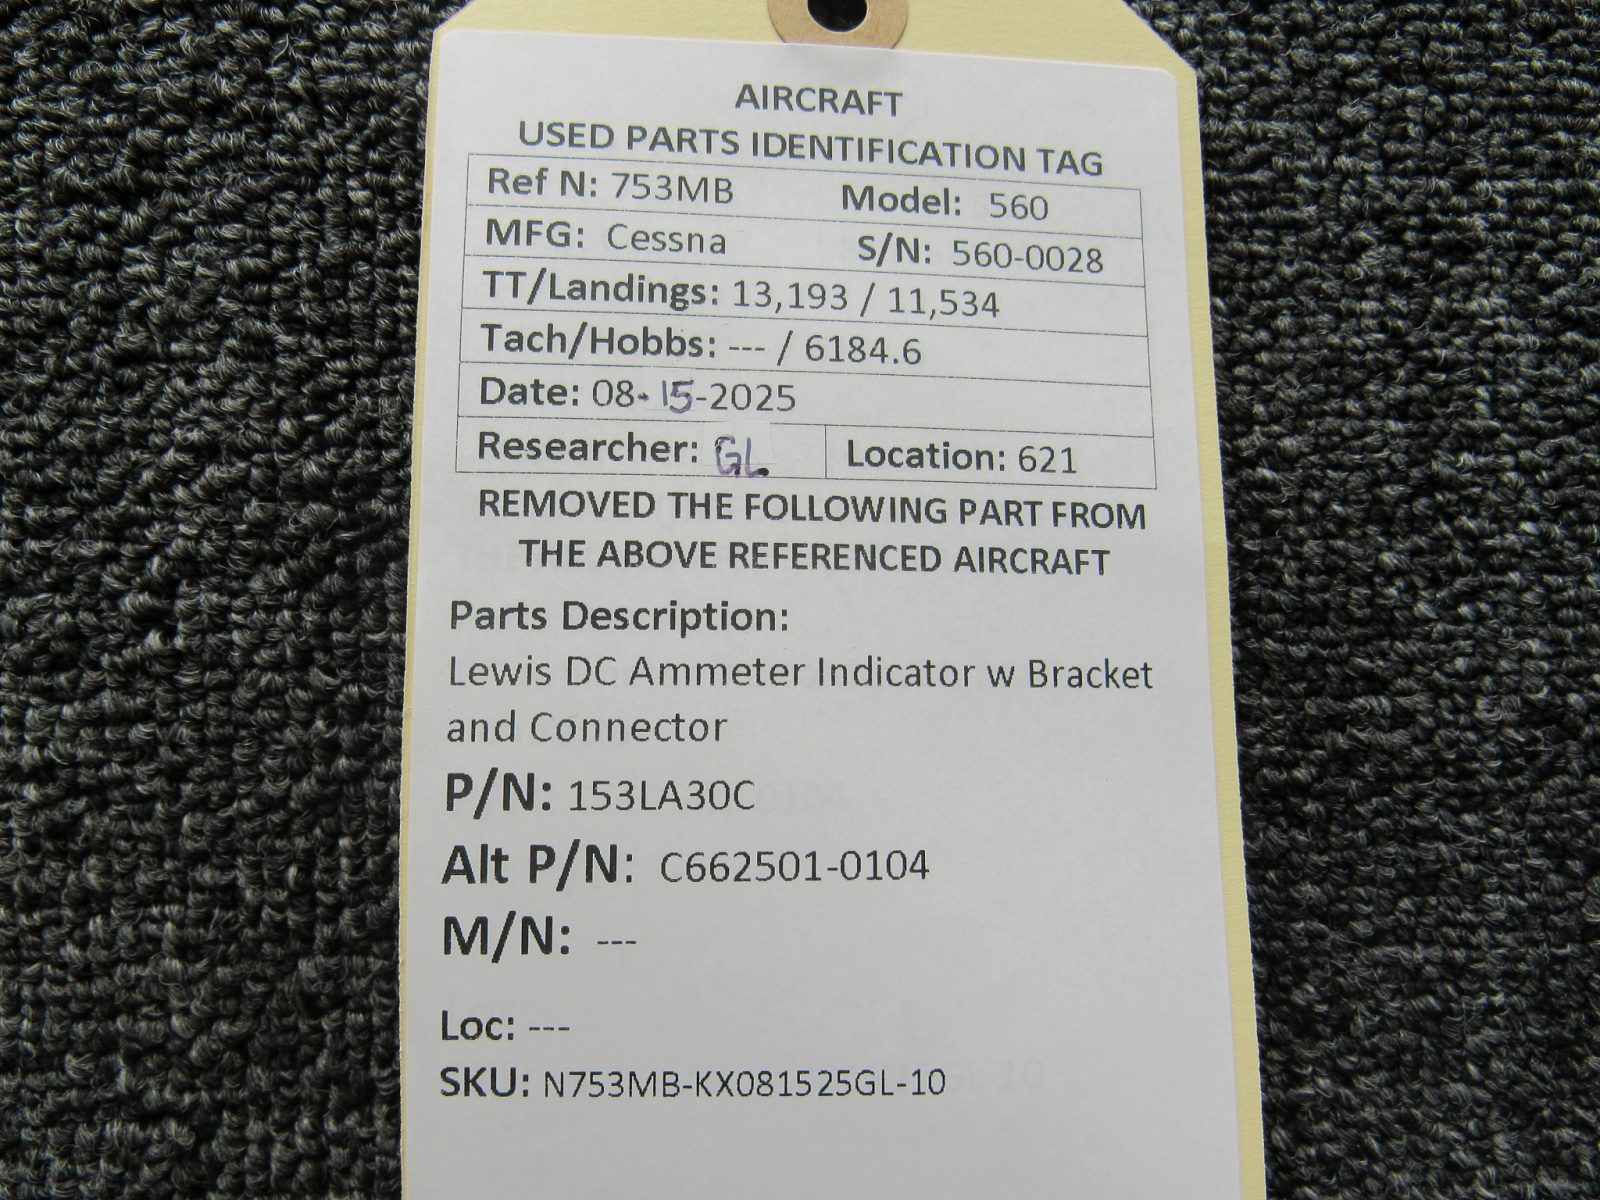 AIRCRAFT
USED PARTS IDENTIFICATION TAG
Ref N: 753MB Model: 560
MFG: Cessna S/N: 560-0028
TT/Landings: 13,193 / 11,534
Tach/Hobbs: --- / 6184.6
Date: 08-15-2025
Researcher: GL Location: 621
REMOVED THE FOLLOWING PART FROM
THE ABOVE REFERENCED AIRCRAFT
Parts Description:
Lewis DC Ammeter Indicator w Bracket
and Connector
P/N: 153LA30C
Alt P/N: C662501-0104
M/N: ---
Loc: ---
SKU: N753MB-KX081525GL-10